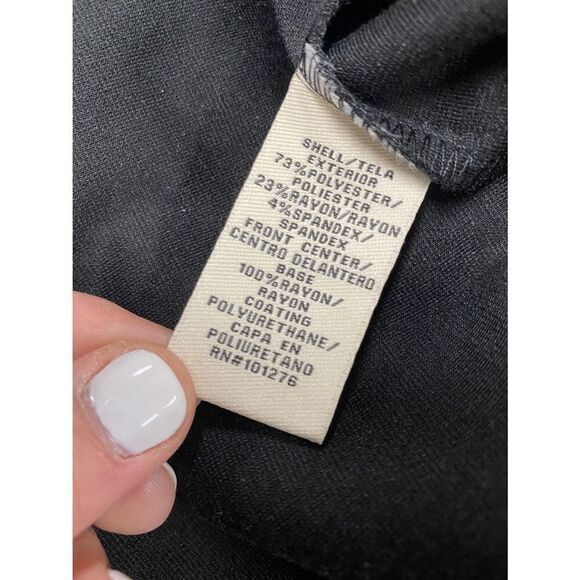 SHELL/TELA
EXTERIOR
73%POLYESTER/
POLIESTER
23%RAYON/RAYON
4%SPANDEX/
SPANDEX
FRONT CENTER/
CENTRO DELANTERO
BASE
100%RAYON/
RAYON
COATING
POLYURETHANE/
CAPA EN
POLIURETANO
RN#101276